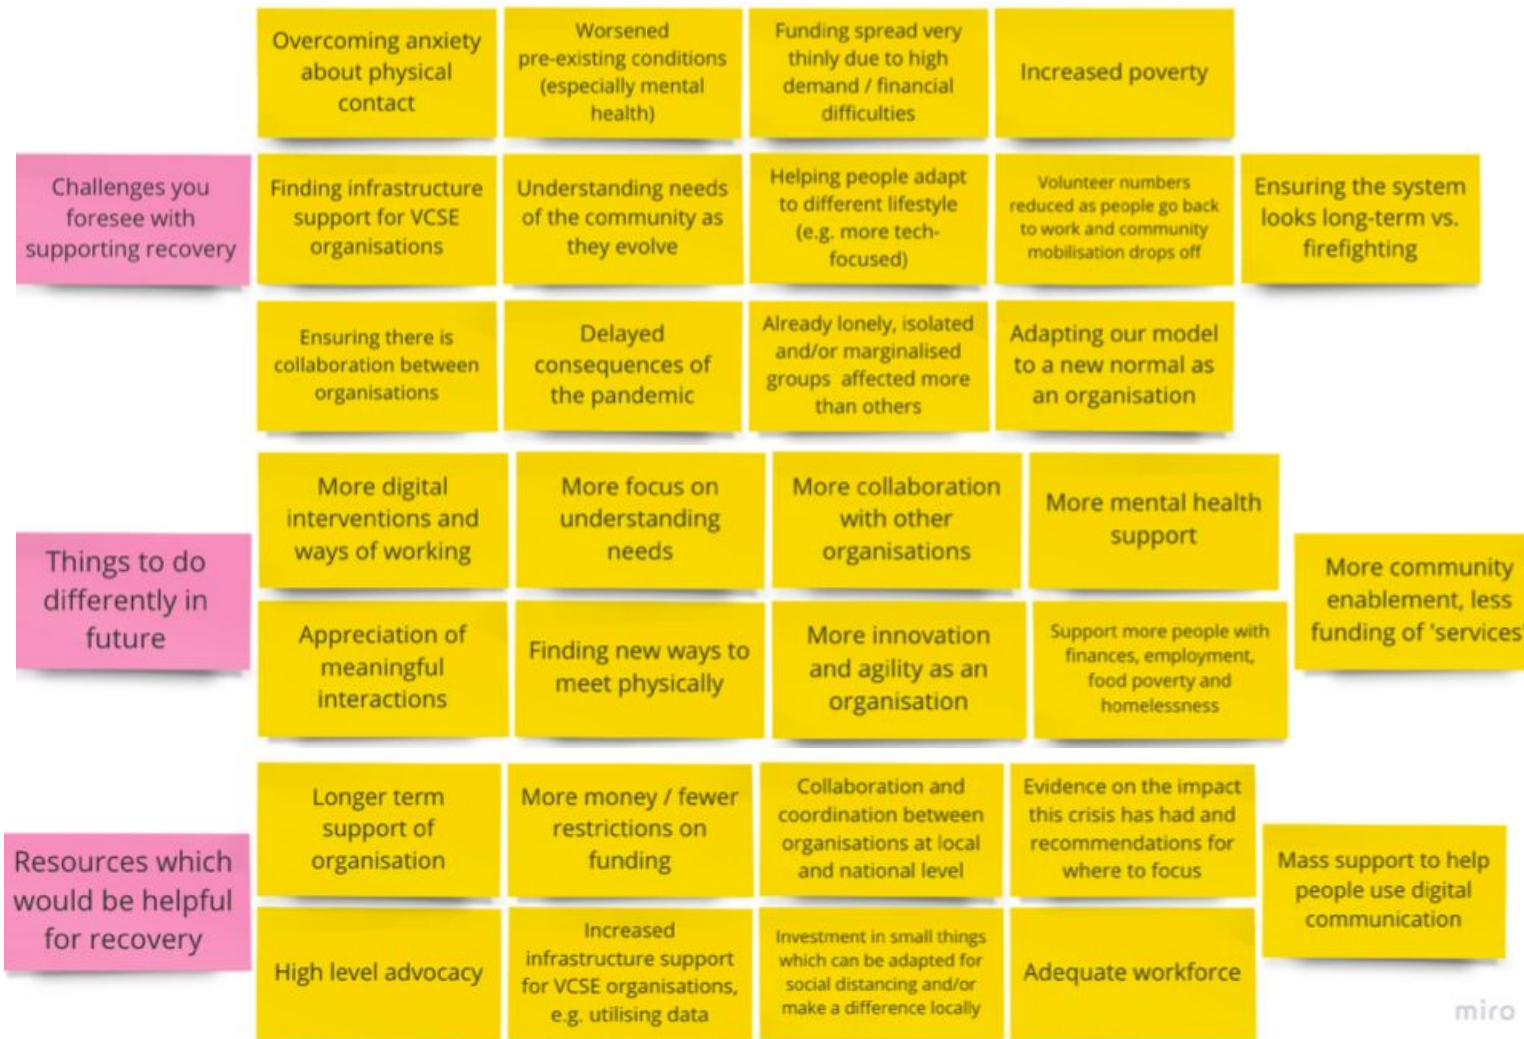 Challenges you
foresee with
supporting recovery
Overcoming anxiety
about physical
contact
Worsened
pre-existing conditions
(especially mental
health)
Funding spread very
thinly due to high
demand / financial
difficulties
Increased poverty
Finding infrastructure
support for VCSE
organisations
Understanding needs
of the community as
they evolve
Helping people adapt
to different lifestyle
(e.g. more tech-
focused)
Volunteer numbers
reduced as people go back
to work and community
mobilisation drops off
Ensuring the system
looks long-term vs.
firefighting
Ensuring there is
collaboration between
organisations
Delayed
consequences of
the pandemic
Already lonely, isolated
and/or marginalised
groups affected more
than others
Adapting our model
to a new normal as
an organisation
Things to do
differently in
future
More digital
interventions and
ways of working
More focus on
understanding
needs
More collaboration
with other
organisations
More mental health
support
More community
enablement, less
funding of 'services'
Appreciation of
meaningful
interactions
Finding new ways to
meet physically
More innovation
and agility as an
organisation
Support more people with
finances, employment,
food poverty and
homelessness
Resources which
would be helpful
for recovery
Longer term
support of
organisation
More money / fewer
restrictions on
funding
Collaboration and
coordination between
organisations at local
and national level
Evidence on the impact
this crisis has had and
recommendations for
where to focus
Mass support to help
people use digital
communication
High level advocacy
Increased
infrastructure support
for VCSE organisations,
e.g. utilising data
Investment in small things
which can be adapted for
social distancing and/or
make a difference locally
Adequate workforce
miro